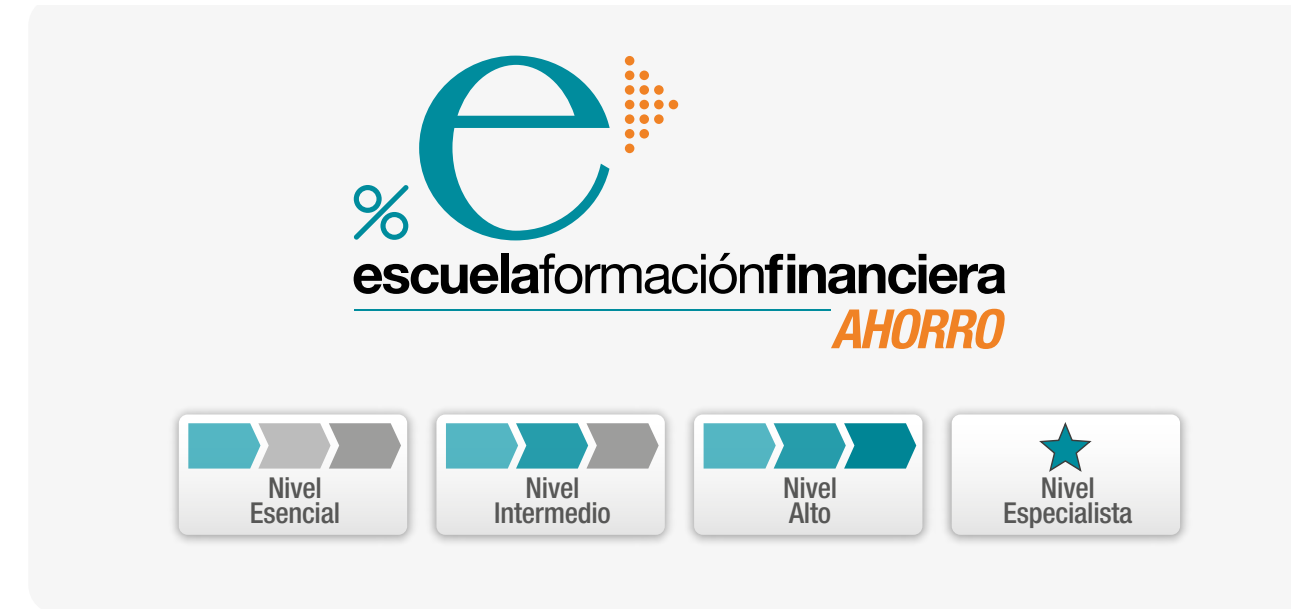 %e
escuelaformaciónfinanciera
AHORRO
Nivel
Esencial
Nivel
Intermedio
Nivel
Alto
Nivel
Especialista